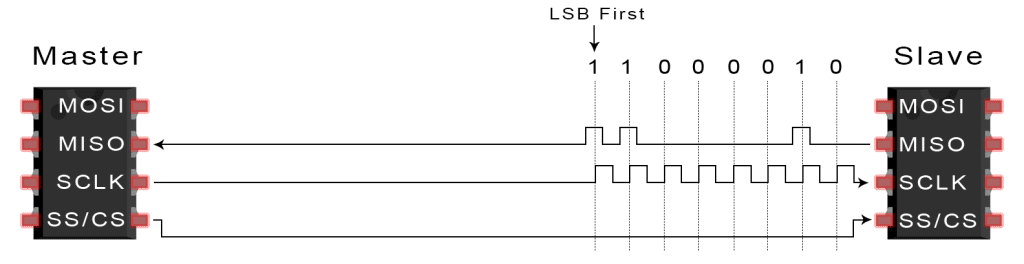 LSB First
Master
1 1 0 0 0 0 1 0
Slave
MOSI
MISO
SCLK
SS/CS
MOSI
MISO
SCLK
SS/CS